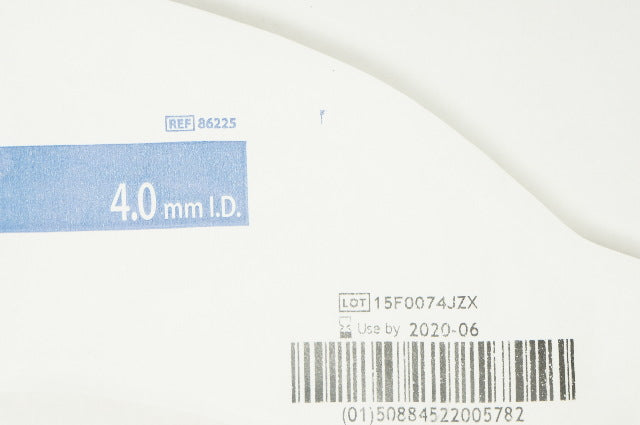 REF 86225
4.0 mm I.D.
LOT 15F0074JZX
Use by 2020-06
(01)50884522005782